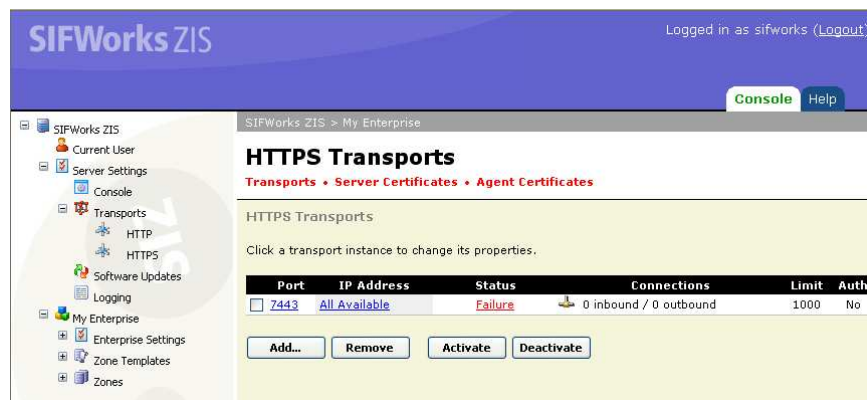 SIFWorks ZIS
Logged in as sifworks (Logout)
Console Help
SIFWorks ZIS
Current User
Server Settings
Console
Transports
HTTP
HTTPS
Software Updates
Logging
My Enterprise
Enterprise Settings
Zone Templates
Zones
ZIS
SIFWorks ZIS > My Enterprise
HTTPS Transports
Transports • Server Certificates • Agent Certificates
HTTPS Transports
Click a transport instance to change its properties.
Port IP Address Status Connections Limit Auth
7443 All Available Failure 0 inbound / 0 outbound 1000 No
Add... Remove Activate Deactivate